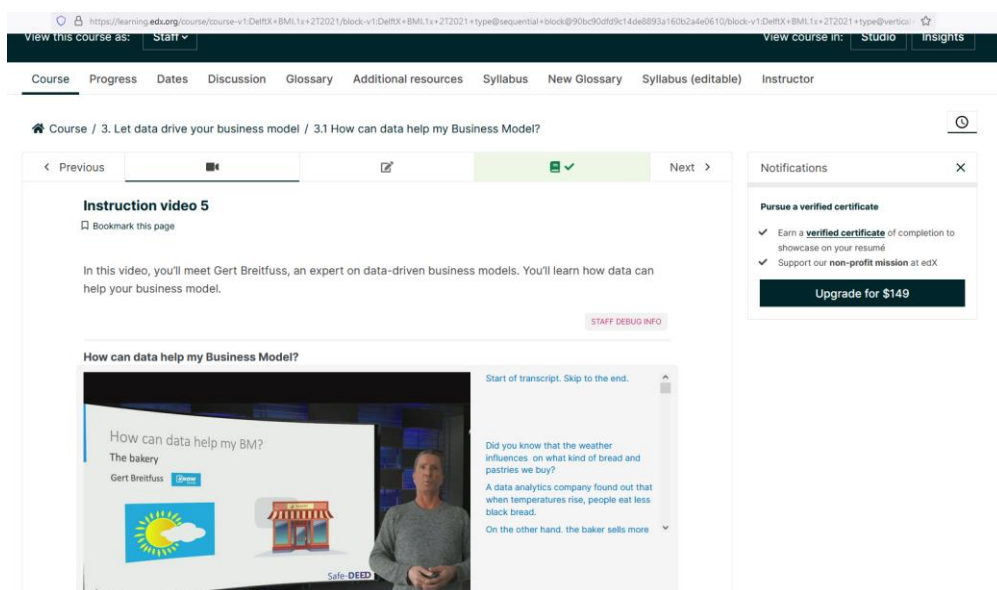 https://learning.edx.org/course/course-v1:DelftX+BMI.1x+2T2021/block-v1:DelftX+BMI.1x+2T2021+type@sequential+block@90bc90dfd9c14de8893a160b2a4e0610/block-v1:DelftX+BMI.1x+2T2021+type@vertical
View this course as: Staff
View course in: Studio Insights
Course Progress Dates Discussion Glossary Additional resources Syllabus New Glossary Syllabus (editable) Instructor
Course / 3. Let data drive your business model / 3.1 How can data help my Business Model?
< Previous Next >
Instruction video 5
Bookmark this page
In this video, you'll meet Gert Breitfuss, an expert on data-driven business models. You'll learn how data can
help your business model.
STAFF DEBUG INFO
How can data help my Business Model?
How can data help my BM?
The bakery
Gert Breitfuss
Safe-DEED
Start of transcript. Skip to the end.
Did you know that the weather
influences on what kind of bread and
pastries we buy?
A data analytics company found out that
when temperatures rise, people eat less
black bread.
On the other hand. the baker sells more
Notifications
Pursue a verified certificate
Earn a verified certificate of completion to
showcase on your resumé
Support our non-profit mission at edX
Upgrade for $149